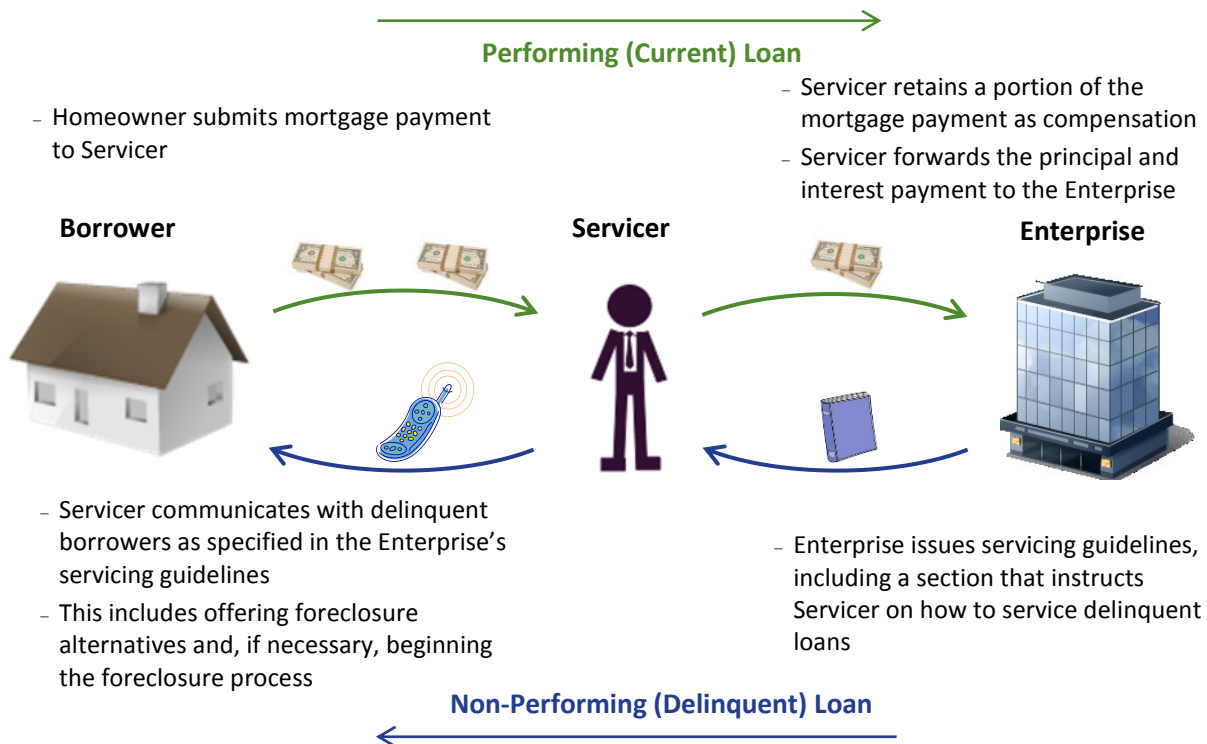 Performing (Current) Loan
– Homeowner submits mortgage payment
to Servicer
– Servicer retains a portion of the
mortgage payment as compensation
– Servicer forwards the principal and
interest payment to the Enterprise
Borrower
Servicer
Enterprise
– Servicer communicates with delinquent
borrowers as specified in the Enterprise’s
servicing guidelines
– This includes offering foreclosure
alternatives and, if necessary, beginning
the foreclosure process
– Enterprise issues servicing guidelines,
including a section that instructs
Servicer on how to service delinquent
loans
Non-Performing (Delinquent) Loan